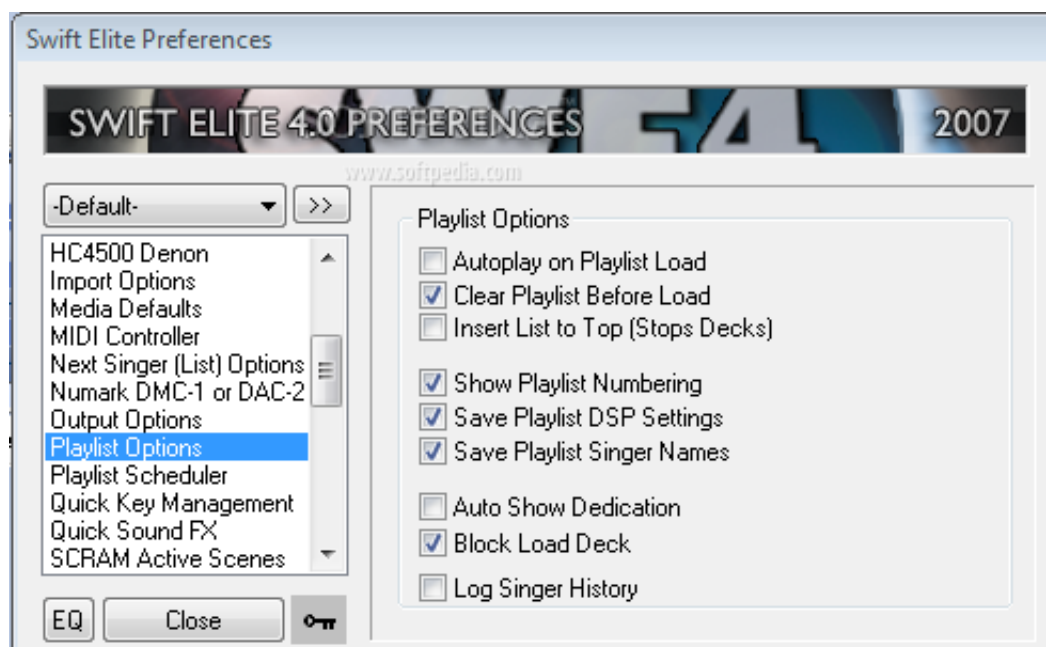 Swift Elite Preferences
SWIFT ELITE 4.0 PREFERENCES SWE4 2007
www.softpedia.com
-Default- >>
HC4500 Denon
Import Options
Media Defaults
MIDI Controller
Next Singer (List) Options
Numark DMC-1 or DAC-2
Output Options
Playlist Options
Playlist Scheduler
Quick Key Management
Quick Sound FX
SCRAM Active Scenes
EQ Close
Playlist Options
Autoplay on Playlist Load
Clear Playlist Before Load
Insert List to Top (Stops Decks)
Show Playlist Numbering
Save Playlist DSP Settings
Save Playlist Singer Names
Auto Show Dedication
Block Load Deck
Log Singer History